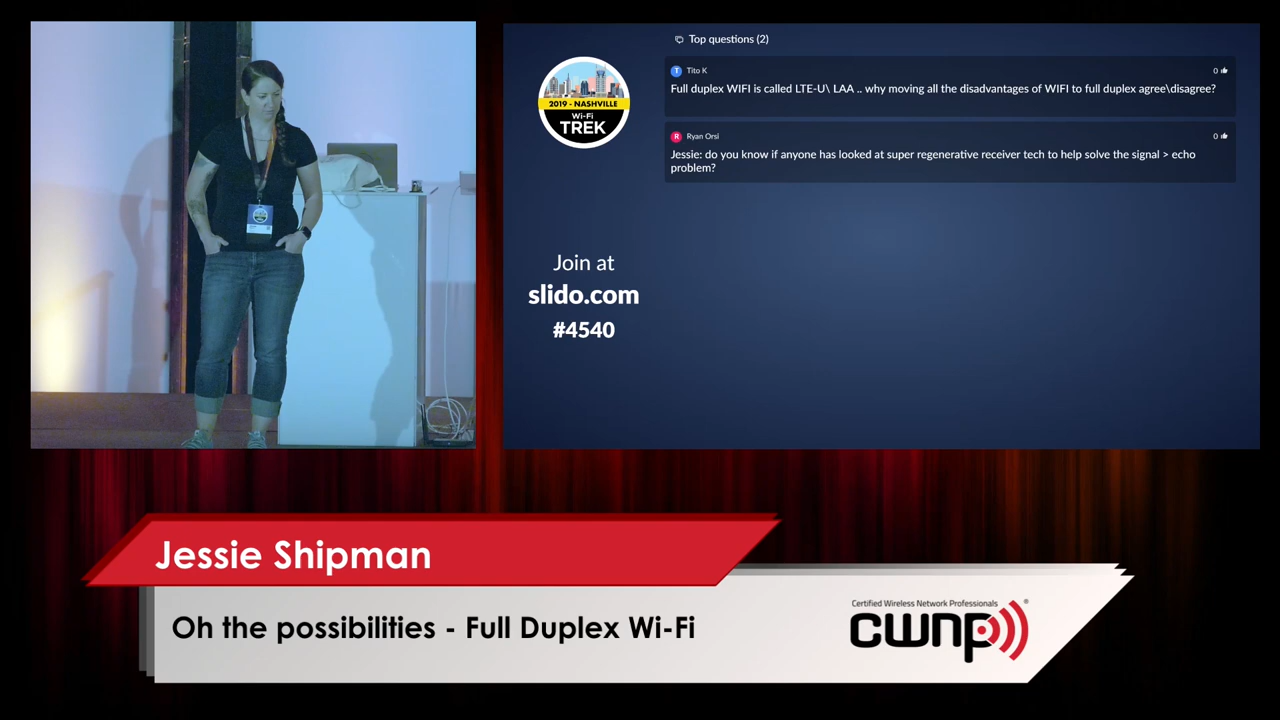 Top questions (2)
T Tito K 0
Full duplex WIFI is called LTE-U\ LAA .. why moving all the disadvantages of WIFI to full duplex agree\disagree?
R Ryan Orsi 0
Jessie: do you know if anyone has looked at super regenerative receiver tech to help solve the signal > echo
problem?
2019 - NASHVILLE
Wi-Fi
TREK
Join at
slido.com
#4540
Jessie Shipman
Oh the possibilities - Full Duplex Wi-Fi
Certified Wireless Network Professionals
cwnp®